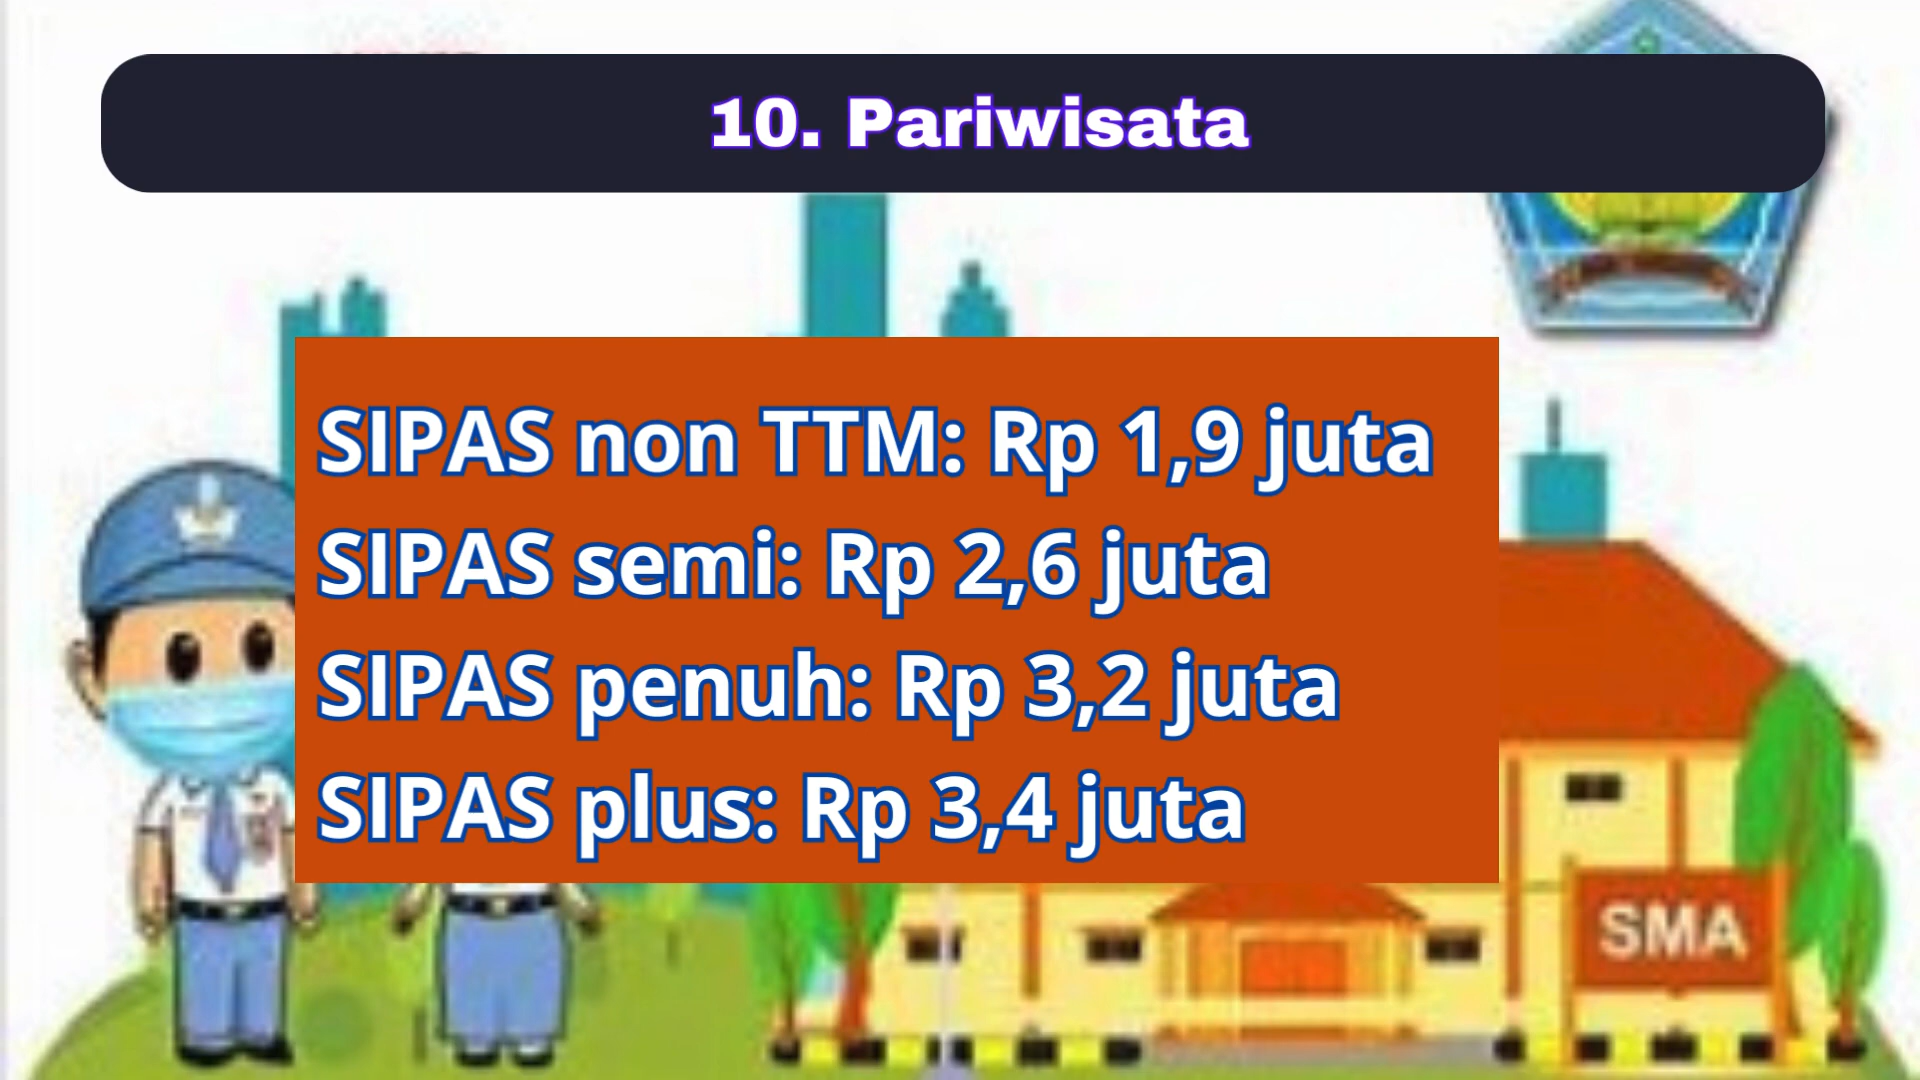 10. Pariwisata
SIPAS non TTM: Rp 1,9 juta
SIPAS semi: Rp 2,6 juta
SIPAS penuh: Rp 3,2 juta
SIPAS plus: Rp 3,4 juta
SMA